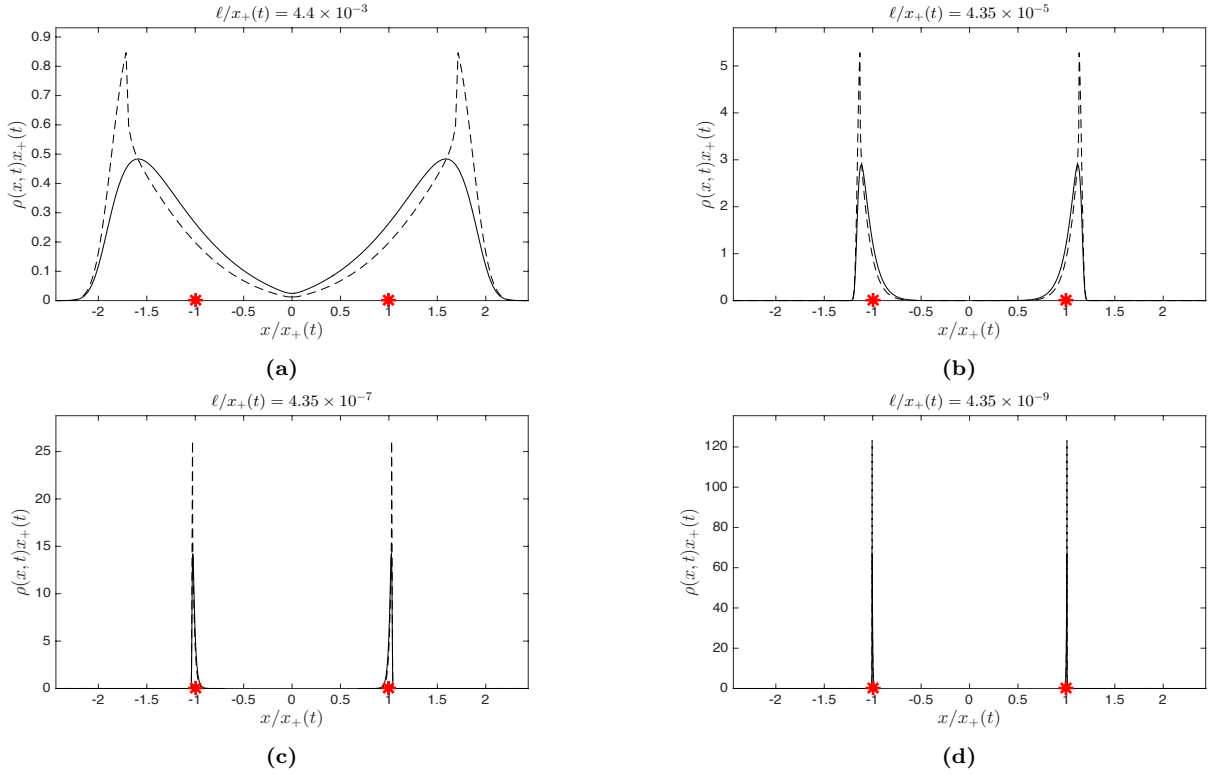 ℓ/x₊(t) = 4.4 × 10⁻³
0.9
0.8
0.7
0.6
0.5
0.4
0.3
0.2
0.1
0
ρ(x, t)x₊(t)
-2 -1.5 -1 -0.5 0 0.5 1 1.5 2
x/x₊(t)
(a)
ℓ/x₊(t) = 4.35 × 10⁻⁵
5
4
3
2
1
0
ρ(x, t)x₊(t)
-2 -1.5 -1 -0.5 0 0.5 1 1.5 2
x/x₊(t)
(b)
ℓ/x₊(t) = 4.35 × 10⁻⁷
25
20
15
10
5
0
ρ(x, t)x₊(t)
-2 -1.5 -1 -0.5 0 0.5 1 1.5 2
x/x₊(t)
(c)
ℓ/x₊(t) = 4.35 × 10⁻⁹
120
100
80
60
40
20
0
ρ(x, t)x₊(t)
-2 -1.5 -1 -0.5 0 0.5 1 1.5 2
x/x₊(t)
(d)